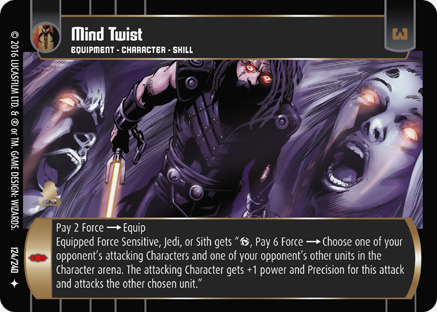 Mind Twist
EQUIPMENT - CHARACTER - SKILL
3
Pay 2 Force → Equip
Equipped Force Sensitive, Jedi, or Sith gets ", Pay 6 Force → Choose one of your
opponent's attacking Characters and one of your opponent's other units in the
Character arena. The attacking Character gets +1 power and Precision for this attack
and attacks the other chosen unit."
© 2016 LUCASFILM LTD. & ® or TM. GAME DESIGN: WIZARDS.
124/240